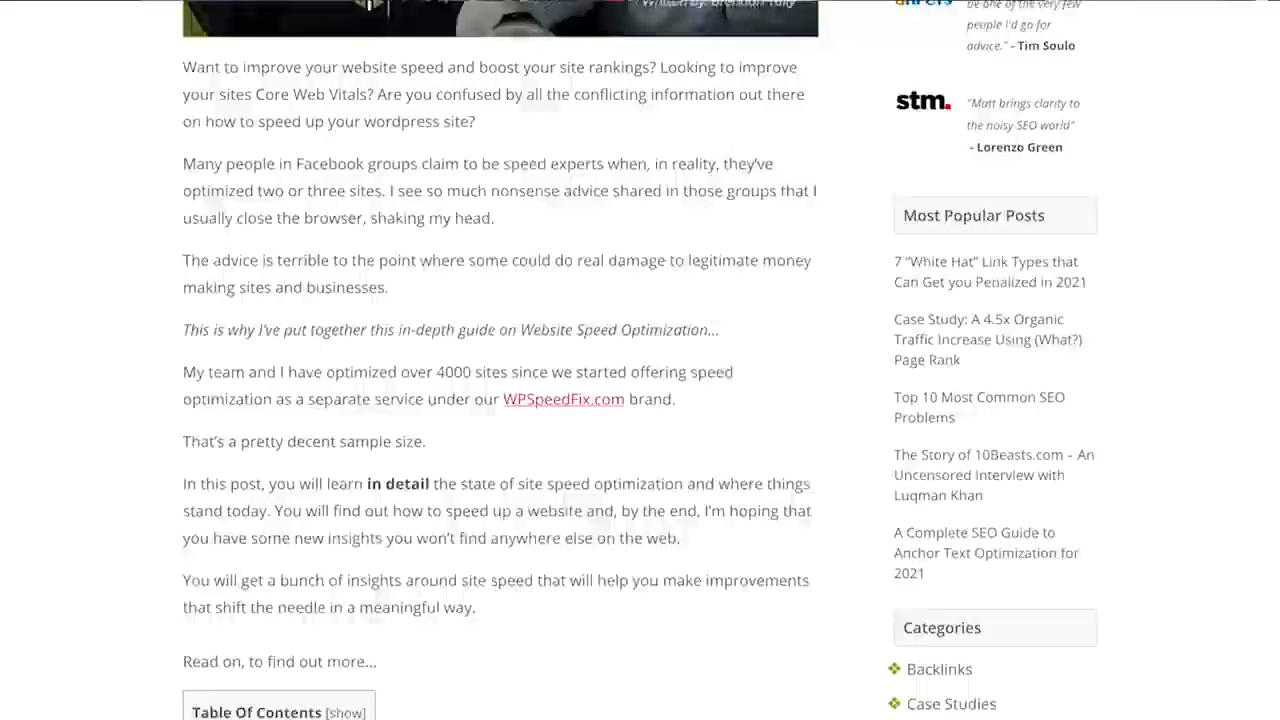 Written by: Brendan Tully
Want to improve your website speed and boost your site rankings? Looking to improve
your sites Core Web Vitals? Are you confused by all the conflicting information out there
on how to speed up your wordpress site?
Many people in Facebook groups claim to be speed experts when, in reality, they've
optimized two or three sites. I see so much nonsense advice shared in those groups that I
usually close the browser, shaking my head.
The advice is terrible to the point where some could do real damage to legitimate money
making sites and businesses.
This is why I've put together this in-depth guide on Website Speed Optimization...
My team and I have optimized over 4000 sites since we started offering speed
optimization as a separate service under our WPSpeedFix.com brand.
That's a pretty decent sample size.
In this post, you will learn in detail the state of site speed optimization and where things
stand today. You will find out how to speed up a website and, by the end, I'm hoping that
you have some new insights you won't find anywhere else on the web.
You will get a bunch of insights around site speed that will help you make improvements
that shift the needle in a meaningful way.
Read on, to find out more...
Table Of Contents [show]
ahrefs
be one of the very few
people I'd go for
advice." - Tim Soulo
stm.
"Matt brings clarity to
the noisy SEO world"
- Lorenzo Green
Most Popular Posts
7 "White Hat" Link Types that
Can Get you Penalized in 2021
Case Study: A 4.5x Organic
Traffic Increase Using (What?)
Page Rank
Top 10 Most Common SEO
Problems
The Story of 10Beasts.com – An
Uncensored Interview with
Luqman Khan
A Complete SEO Guide to
Anchor Text Optimization for
2021
Categories
Backlinks
Case Studies